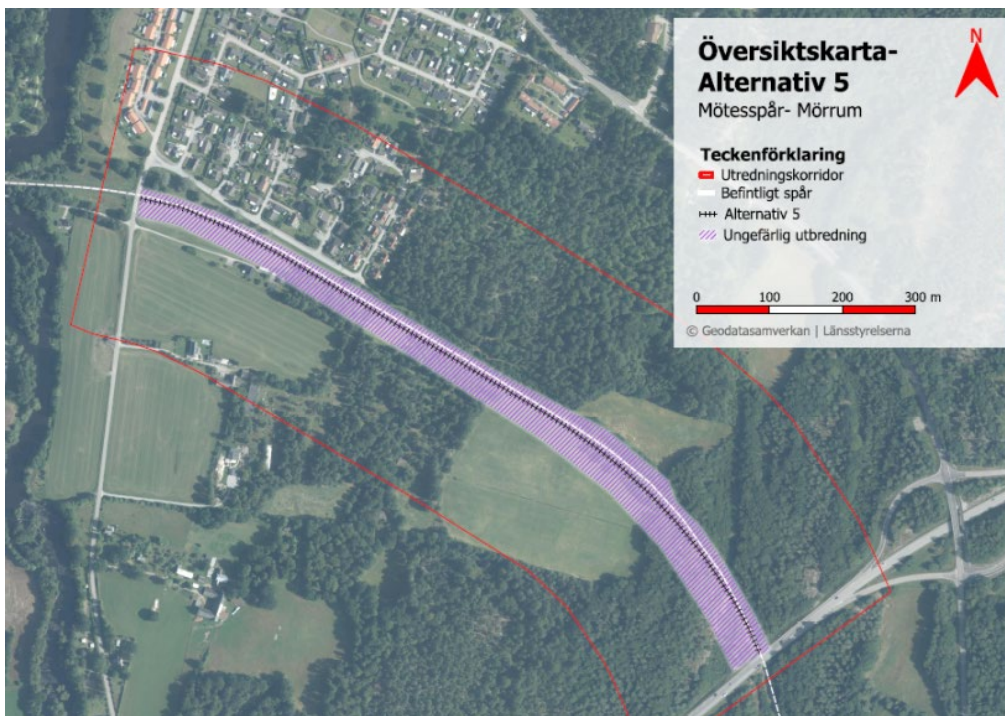 Översiktskarta-
Alternativ 5
Mötesspår- Mörrum
N
Teckenförklaring
Utredningskorridor
Befintligt spår
Alternativ 5
Ungefärlig utbredning
0 100 200 300 m
© Geodatasamverkan | Länsstyrelserna